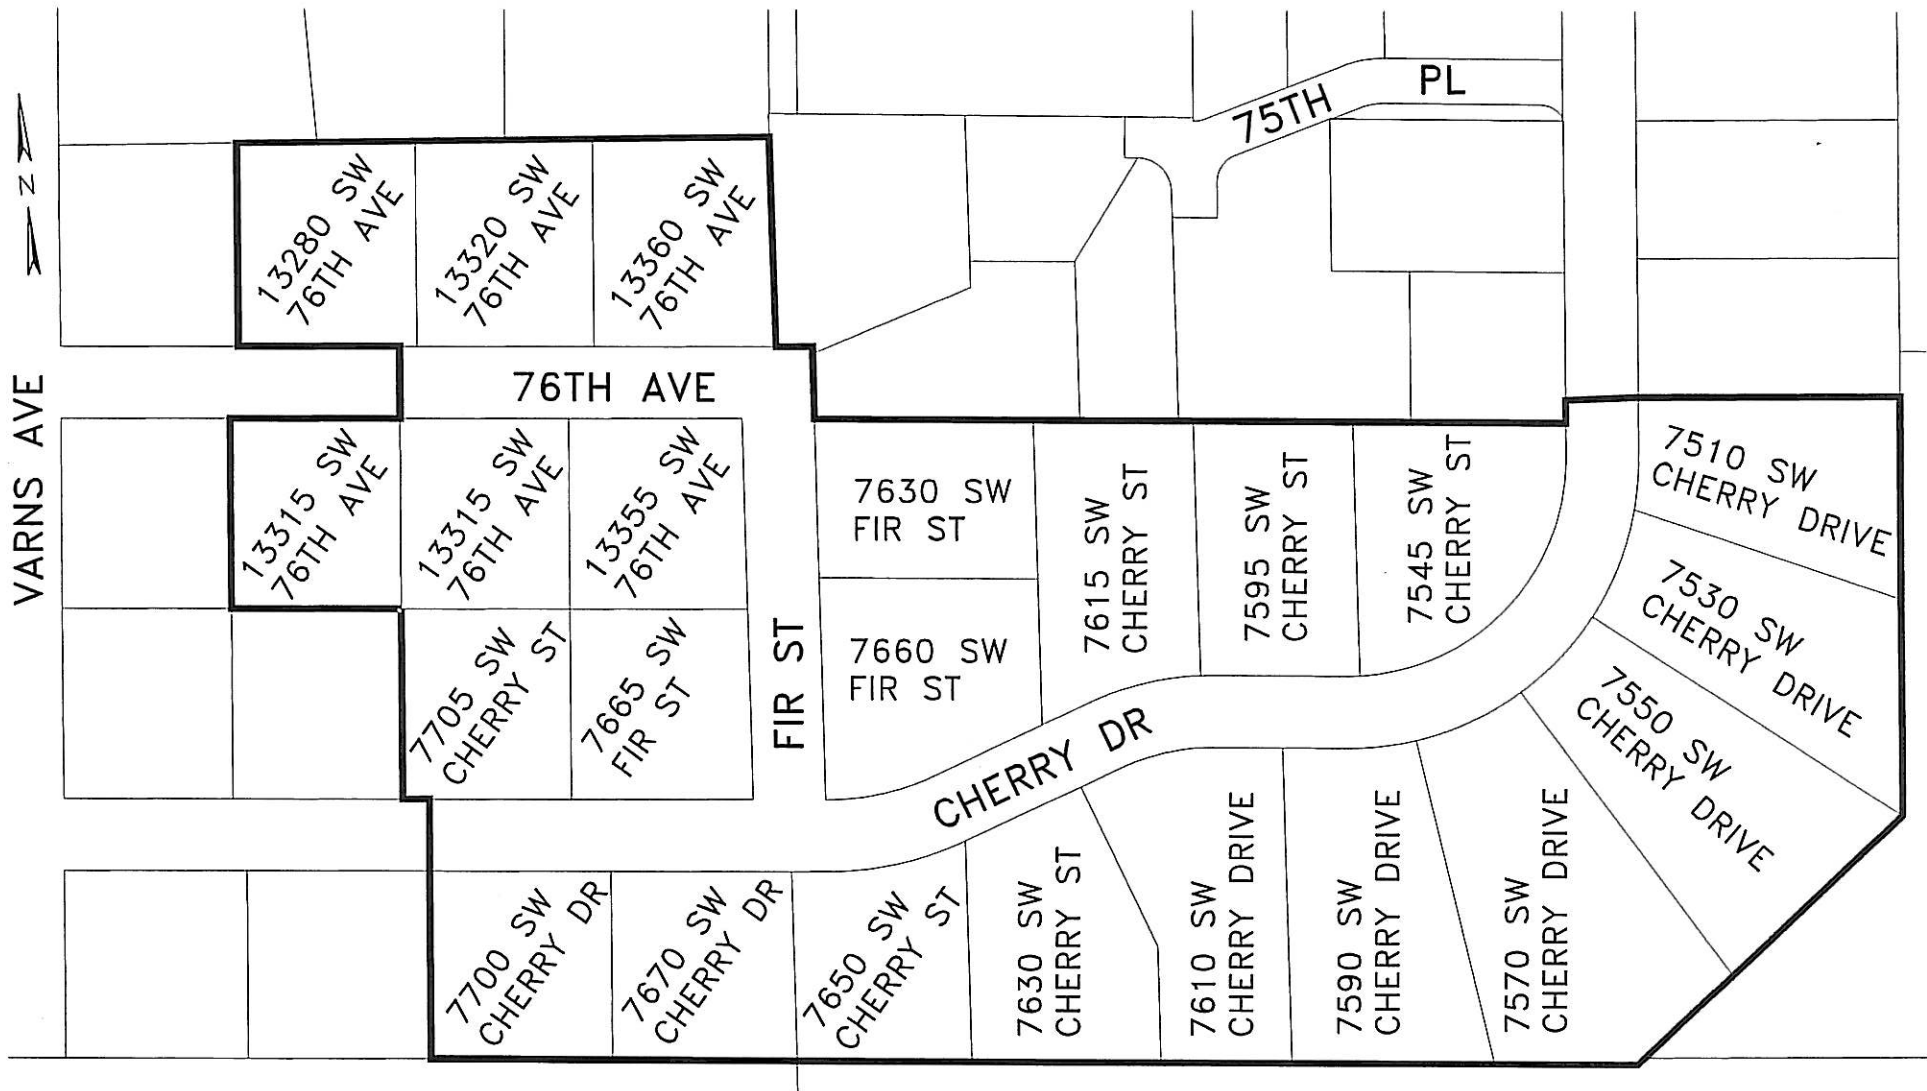 75TH PL
N
13280 SW
76TH AVE
13320 SW
76TH AVE
13360 SW
76TH AVE
VARNS AVE
76TH AVE
13315 SW
76TH AVE
13315 SW
76TH AVE
13355 SW
76TH AVE
7630 SW
FIR ST
7615 SW
CHERRY ST
7595 SW
CHERRY ST
7545 SW
CHERRY ST
7510 SW
CHERRY DRIVE
7530 SW
CHERRY DRIVE
7550 SW
CHERRY DRIVE
7705 SW
CHERRY ST
7665 SW
FIR ST
FIR ST
7660 SW
FIR ST
CHERRY DR
7700 SW
CHERRY DR
7670 SW
CHERRY DR
7650 SW
CHERRY ST
7630 SW
CHERRY ST
7610 SW
CHERRY DRIVE
7590 SW
CHERRY DRIVE
7570 SW
CHERRY DRIVE